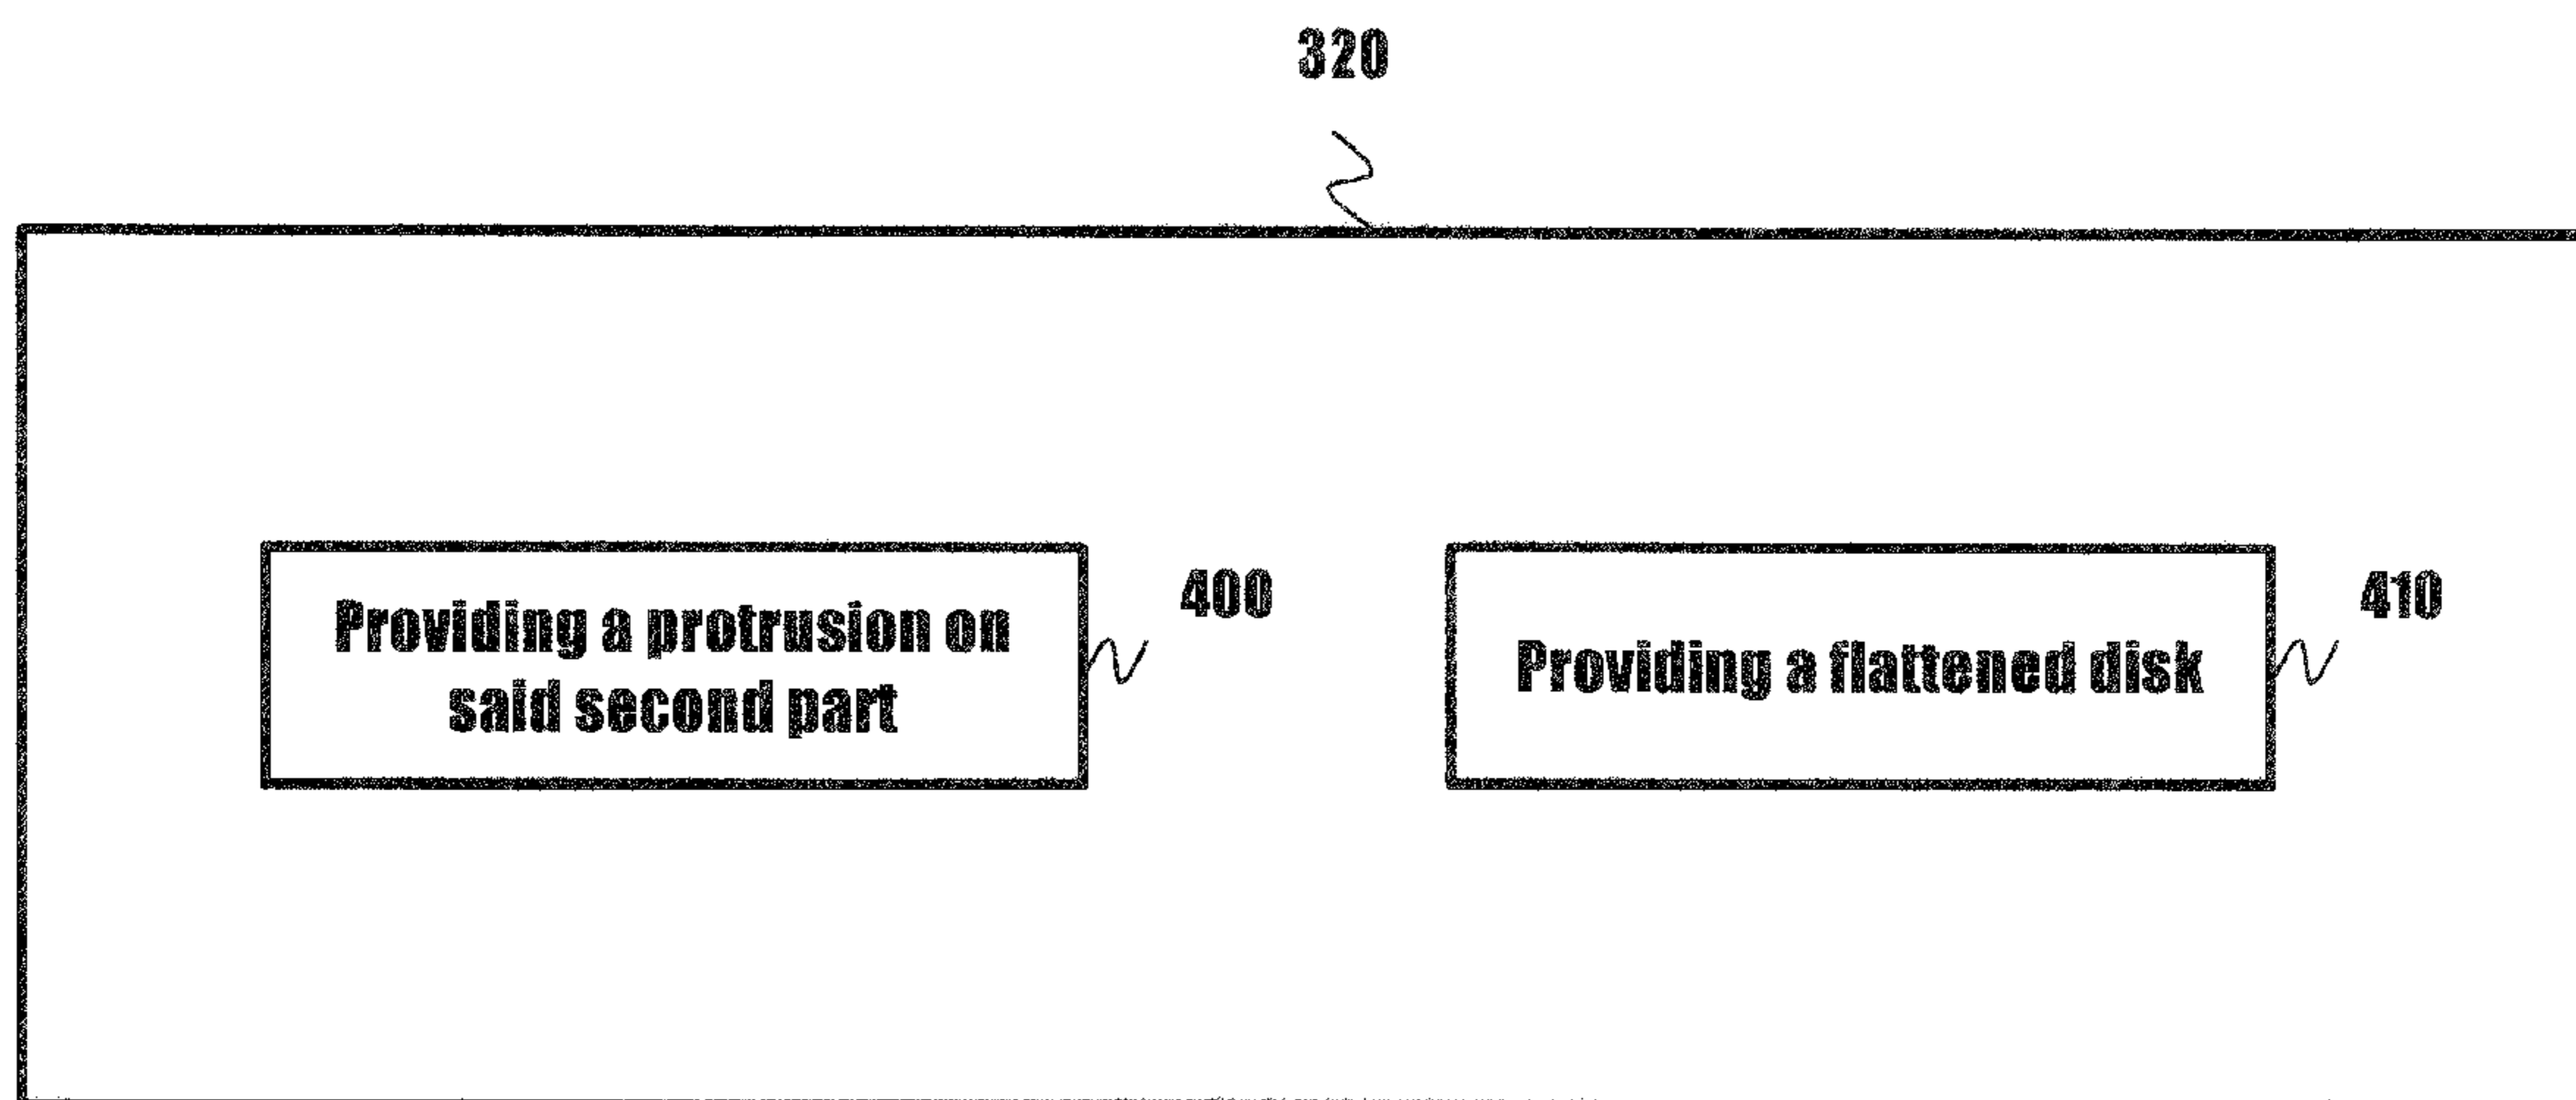 320
Providing a protrusion on
said second part
400
Providing a flattened disk
410